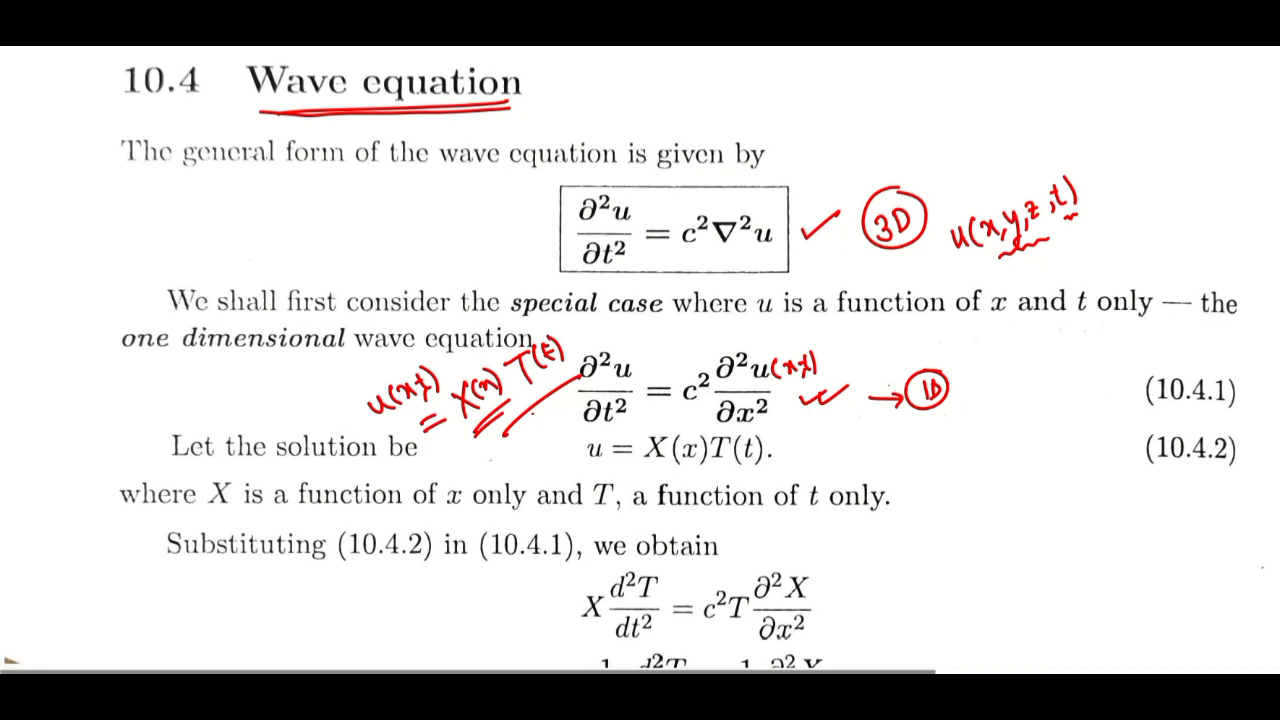 10.4 Wave equation
The general form of the wave equation is given by
∂²u/∂t² = c²∇²u ✓ 3D u(x,y,z,t)
We shall first consider the special case where u is a function of x and t only — the
one dimensional wave equation
u(x,t) = X(x) T(t) ∂²u/∂t² = c² ∂²u(x,t)/∂x² → 1D (10.4.1)
Let the solution be u = X(x)T(t). (10.4.2)
where X is a function of x only and T, a function of t only.
Substituting (10.4.2) in (10.4.1), we obtain
X d²T/dt² = c²T ∂²X/∂x²